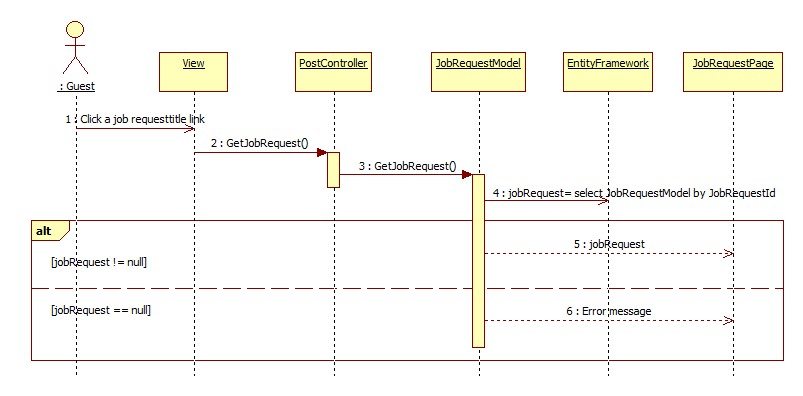 View
PostController
JobRequestModel
EntityFramework
JobRequestPage
: Guest
1 : Click a job requesttitle link
2 : GetJobRequest()
3 : GetJobRequest()
4 : jobRequest= select JobRequestModel by JobRequestId
alt
5 : jobRequest
[jobRequest != null]
[jobRequest == null]
6 : Error message